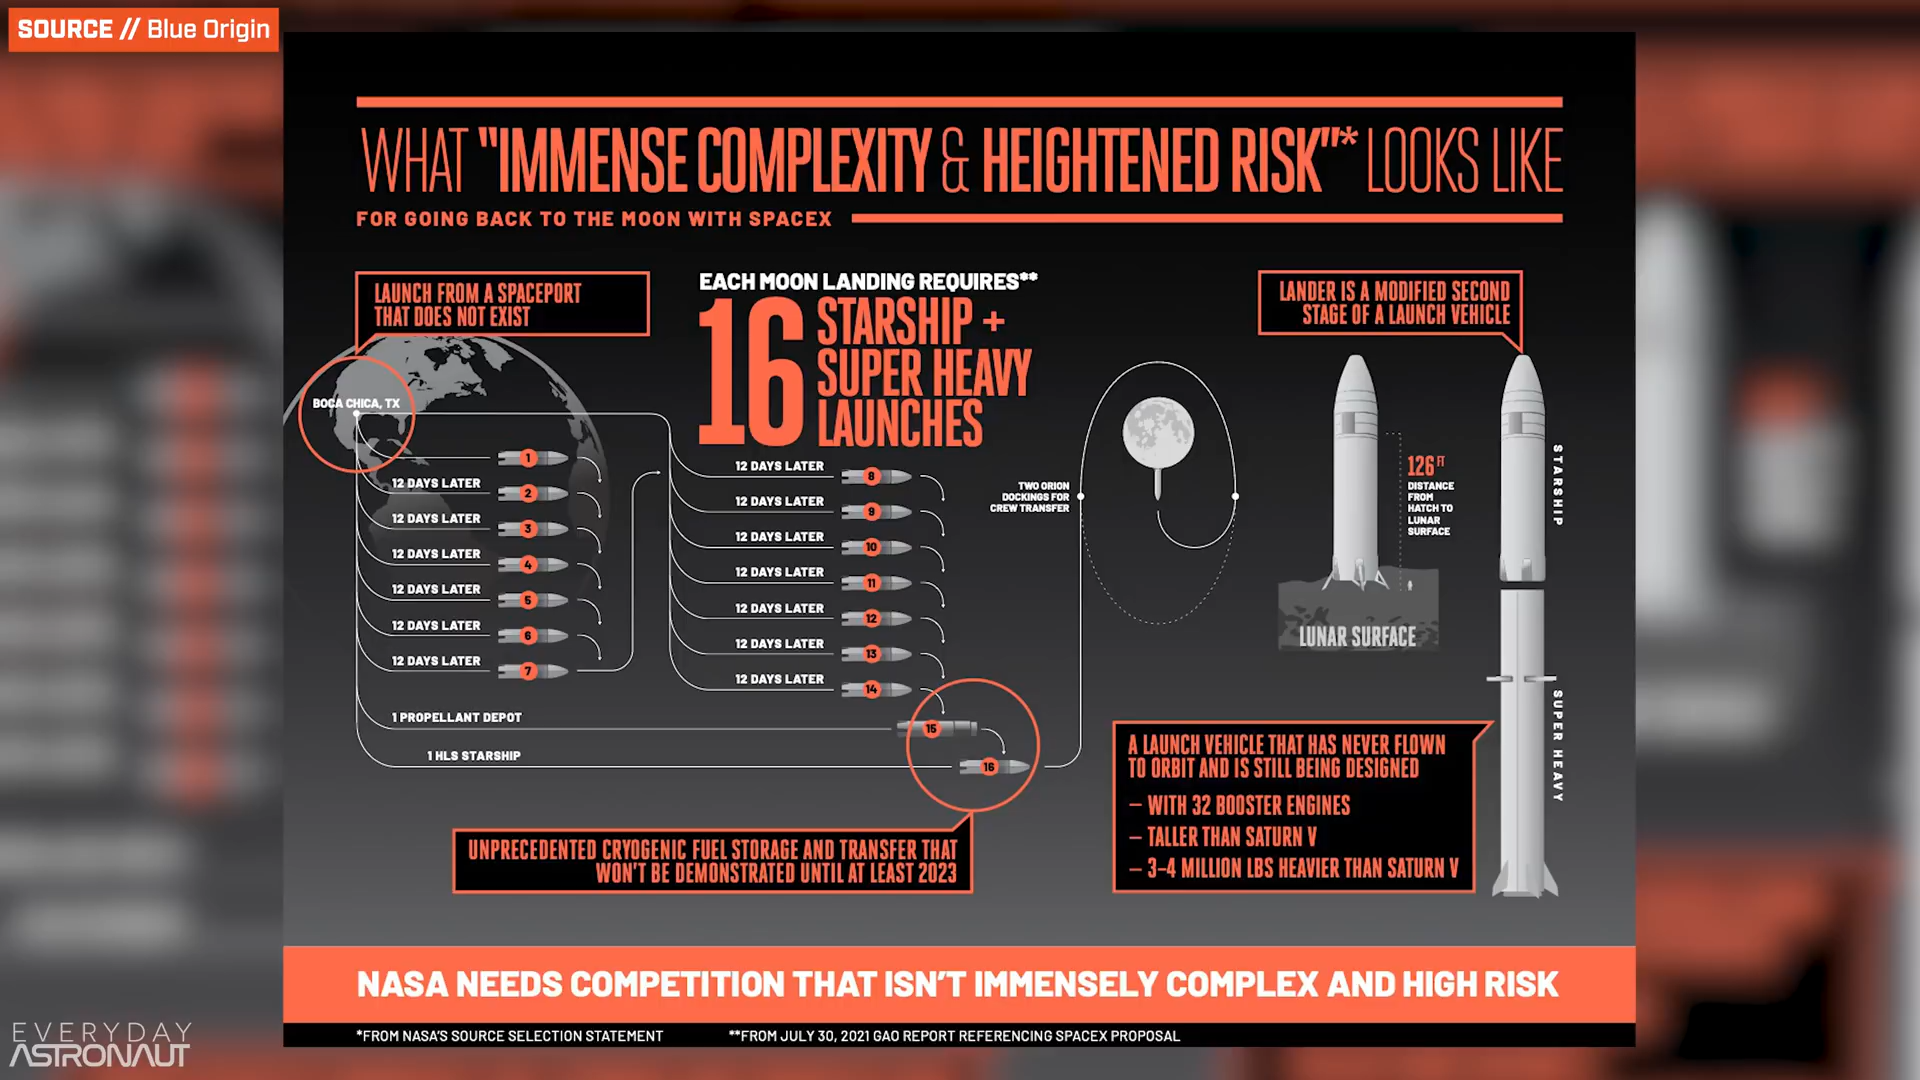 SOURCE // Blue Origin
WHAT "IMMENSE COMPLEXITY & HEIGHTENED RISK"* LOOKS LIKE
FOR GOING BACK TO THE MOON WITH SPACEX
LAUNCH FROM A SPACEPORT
THAT DOES NOT EXIST
EACH MOON LANDING REQUIRES**
16
STARSHIP +
SUPER HEAVY
LAUNCHES
LANDER IS A MODIFIED SECOND
STAGE OF A LAUNCH VEHICLE
BOCA CHICA, TX
1
12 DAYS LATER 2
12 DAYS LATER 3
12 DAYS LATER 4
12 DAYS LATER 5
12 DAYS LATER 6
12 DAYS LATER 7
12 DAYS LATER 8
12 DAYS LATER 9
12 DAYS LATER 10
12 DAYS LATER 11
12 DAYS LATER 12
12 DAYS LATER 13
12 DAYS LATER 14
1 PROPELLANT DEPOT 15
1 HLS STARSHIP 16
TWO ORION
DOCKINGS FOR
CREW TRANSFER
126 FT
DISTANCE
FROM
HATCH TO
LUNAR
SURFACE
LUNAR SURFACE
STARSHIP
SUPER HEAVY
UNPRECEDENTED CRYOGENIC FUEL STORAGE AND TRANSFER THAT
WON'T BE DEMONSTRATED UNTIL AT LEAST 2023
A LAUNCH VEHICLE THAT HAS NEVER FLOWN
TO ORBIT AND IS STILL BEING DESIGNED
– WITH 32 BOOSTER ENGINES
– TALLER THAN SATURN V
– 3-4 MILLION LBS HEAVIER THAN SATURN V
NASA NEEDS COMPETITION THAT ISN'T IMMENSELY COMPLEX AND HIGH RISK
*FROM NASA'S SOURCE SELECTION STATEMENT
**FROM JULY 30, 2021 GAO REPORT REFERENCING SPACEX PROPOSAL
EVERYDAY
ASTRONAUT